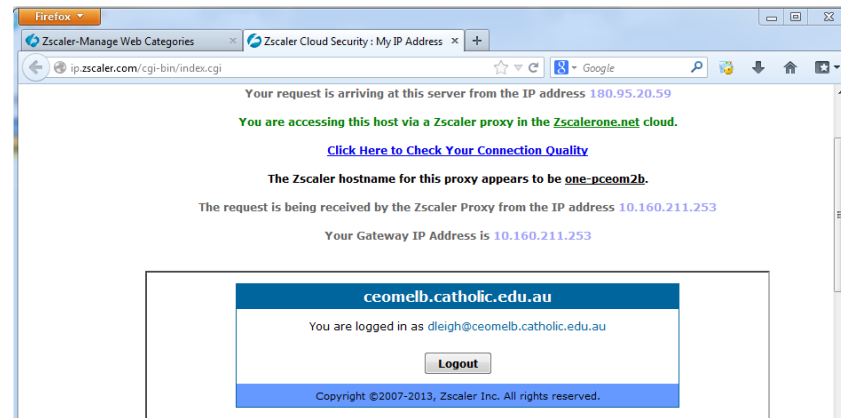 Firefox
Zscaler-Manage Web Categories
Zscaler Cloud Security : My IP Address
ip.zscaler.com/cgi-bin/index.cgi
Google
Your request is arriving at this server from the IP address 180.95.20.59
You are accessing this host via a Zscaler proxy in the Zscalerone.net cloud.
Click Here to Check Your Connection Quality
The Zscaler hostname for this proxy appears to be one-pceom2b.
The request is being received by the Zscaler Proxy from the IP address 10.160.211.253
Your Gateway IP Address is 10.160.211.253
ceomelb.catholic.edu.au
You are logged in as dleigh@ceomelb.catholic.edu.au
Logout
Copyright ©2007-2013, Zscaler Inc. All rights reserved.